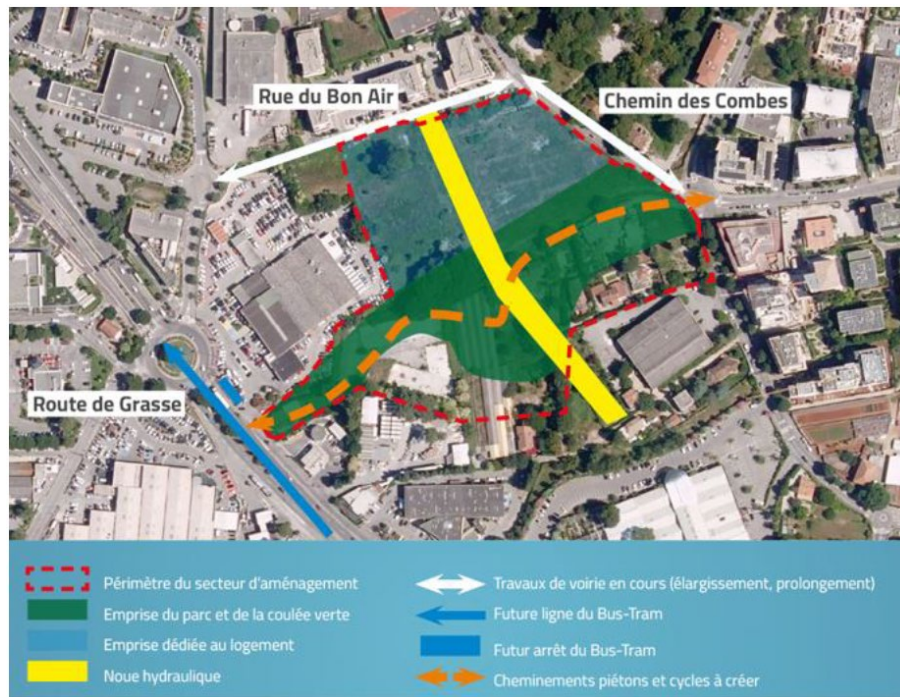 Rue du Bon Air
Chemin des Combes
Route de Grasse
Périmètre du secteur d'aménagement
Emprise du parc et de la coulée verte
Emprise dédiée au logement
Noue hydraulique
Travaux de voirie en cours (élargissement, prolongement)
Future ligne du Bus-Tram
Futur arrêt du Bus-Tram
Cheminements piétons et cycles à créer